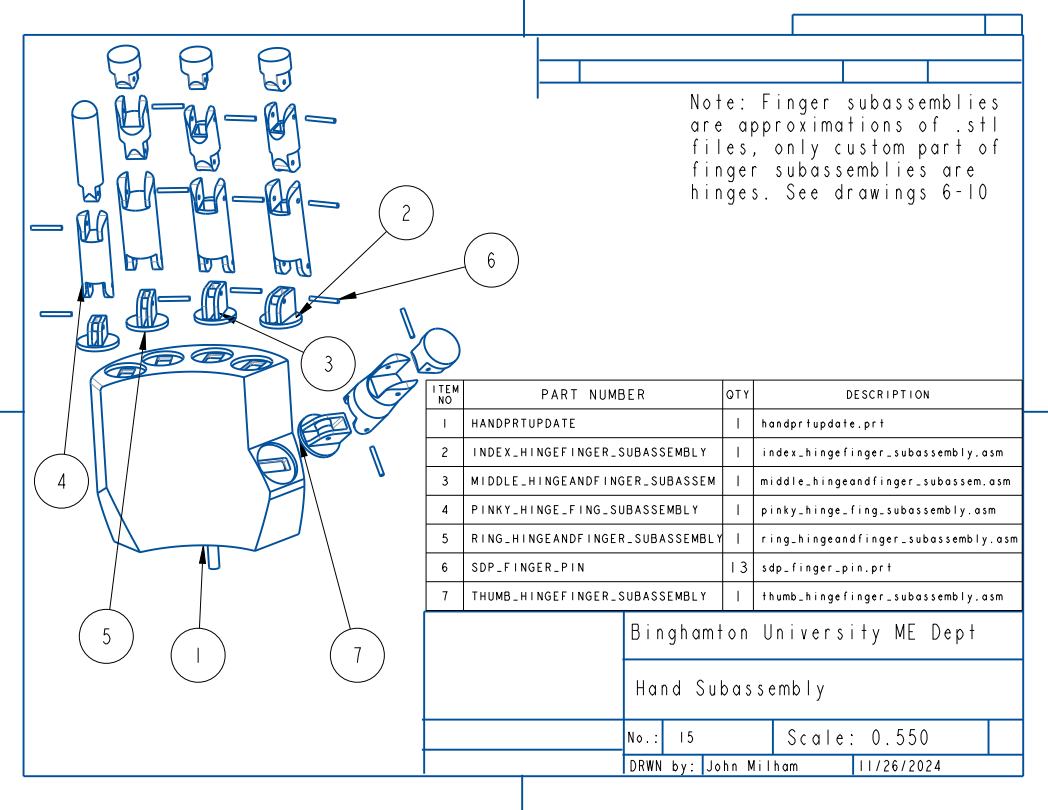 Note: Finger subassemblies
are approximations of .stl
files, only custom part of
finger subassemblies are
hinges. See drawings 6-10
2
6
3
4
5
1
7
ITEM NO PART NUMBER QTY DESCRIPTION
1 HANDPRTUPDATE 1 handprtupdate.prt
2 INDEX_HINGEFINGER_SUBASSEMBLY 1 index_hingefinger_subassembly.asm
3 MIDDLE_HINGEANDFINGER_SUBASSEM 1 middle_hingeandfinger_subassem.asm
4 PINKY_HINGE_FING_SUBASSEMBLY 1 pinky_hinge_fing_subassembly.asm
5 RING_HINGEANDFINGER_SUBASSEMBLY 1 ring_hingeandfinger_subassembly.asm
6 SDP_FINGER_PIN 13 sdp_finger_pin.prt
7 THUMB_HINGEFINGER_SUBASSEMBLY 1 thumb_hingefinger_subassembly.asm
Binghamton University ME Dept
Hand Subassembly
No.: 15 Scale: 0.550
DRWN by: John Milham 11/26/2024